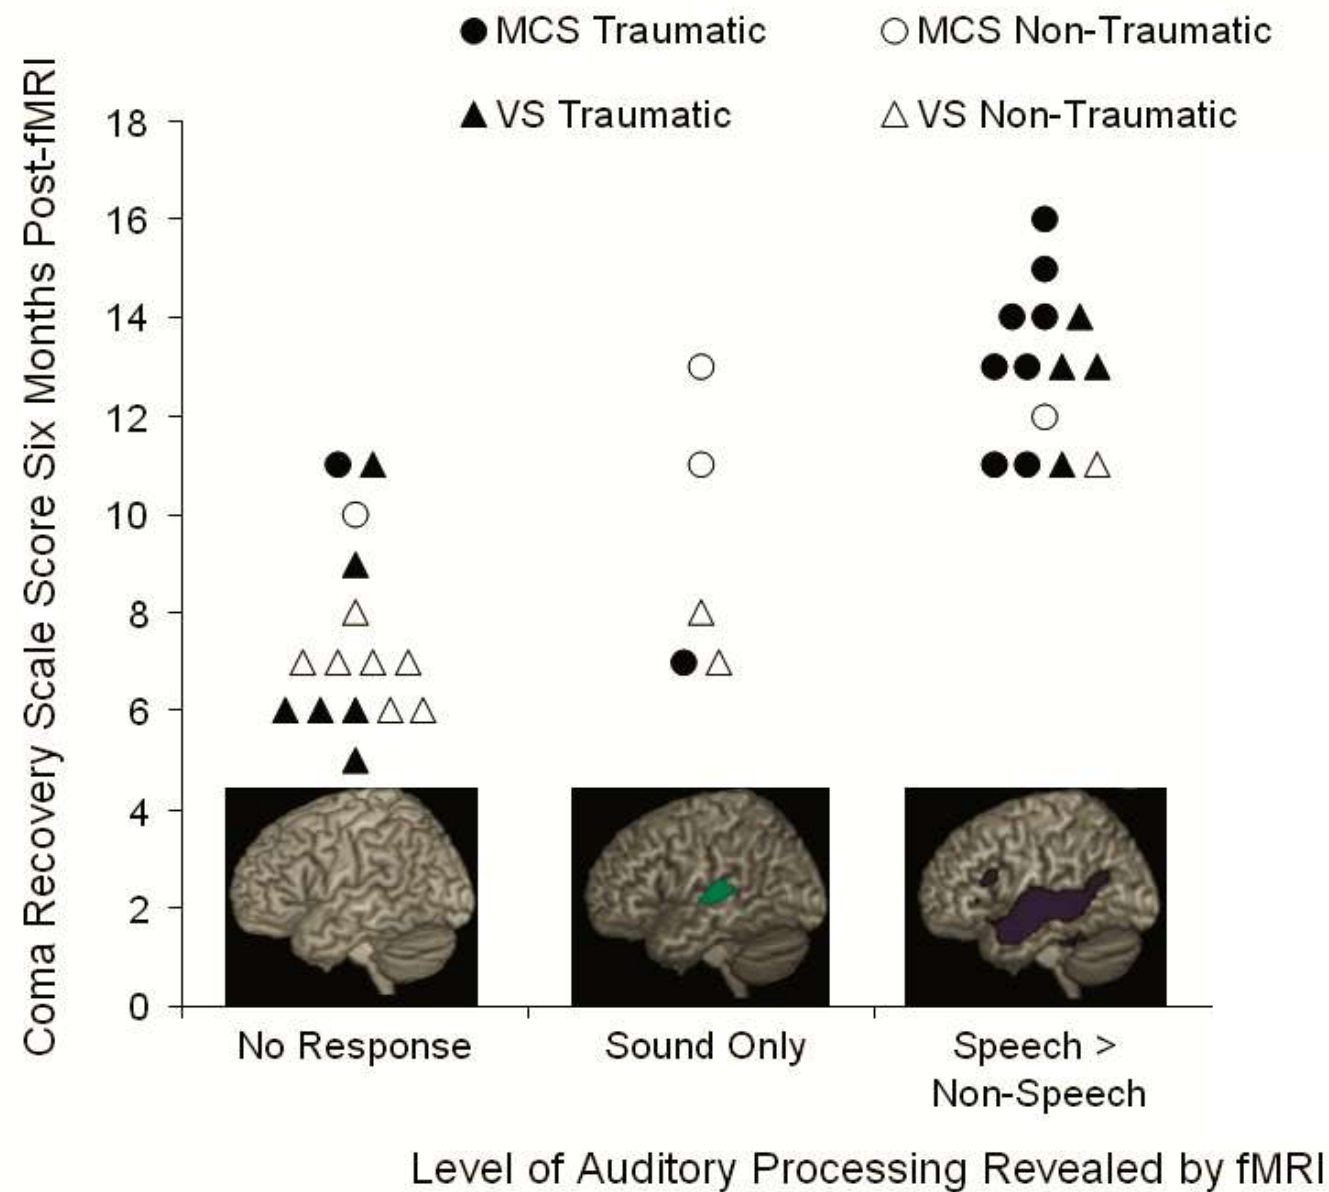 MCS Traumatic
MCS Non-Traumatic
VS Traumatic
VS Non-Traumatic
Coma Recovery Scale Score Six Months Post-fMRI
18
16
14
12
10
8
6
4
2
0
No Response
Sound Only
Speech >
Non-Speech
Level of Auditory Processing Revealed by fMRI